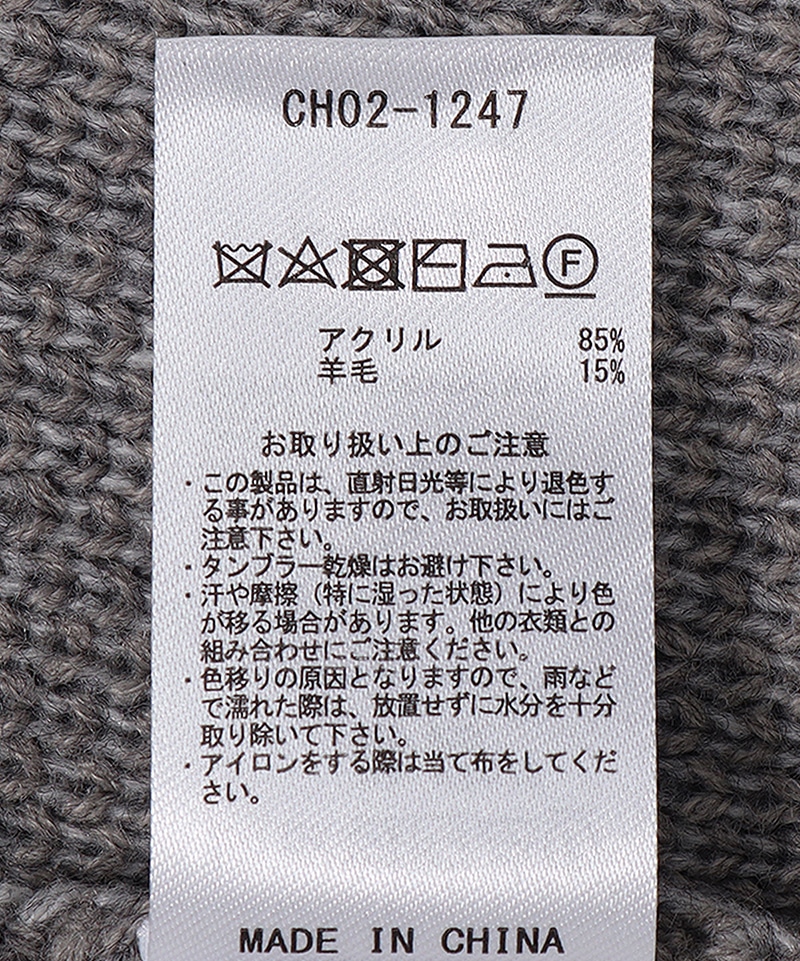 CH02-1247
F
アクリル 85%
羊毛 15%
お取り扱い上のご注意
・この製品は、直射日光等により退色す
る事がありますので、お取扱いにはご
注意下さい。
・タンブラー乾燥はお避け下さい。
・汗や摩擦（特に湿った状態）により色
が移る場合があります。他の衣類との
組み合わせにご注意ください。
・色移りの原因となりますので、雨など
で濡れた際は、放置せずに水分を十分
取り除いて下さい。
・アイロンをする際は当て布をしてくだ
さい。
MADE IN CHINA